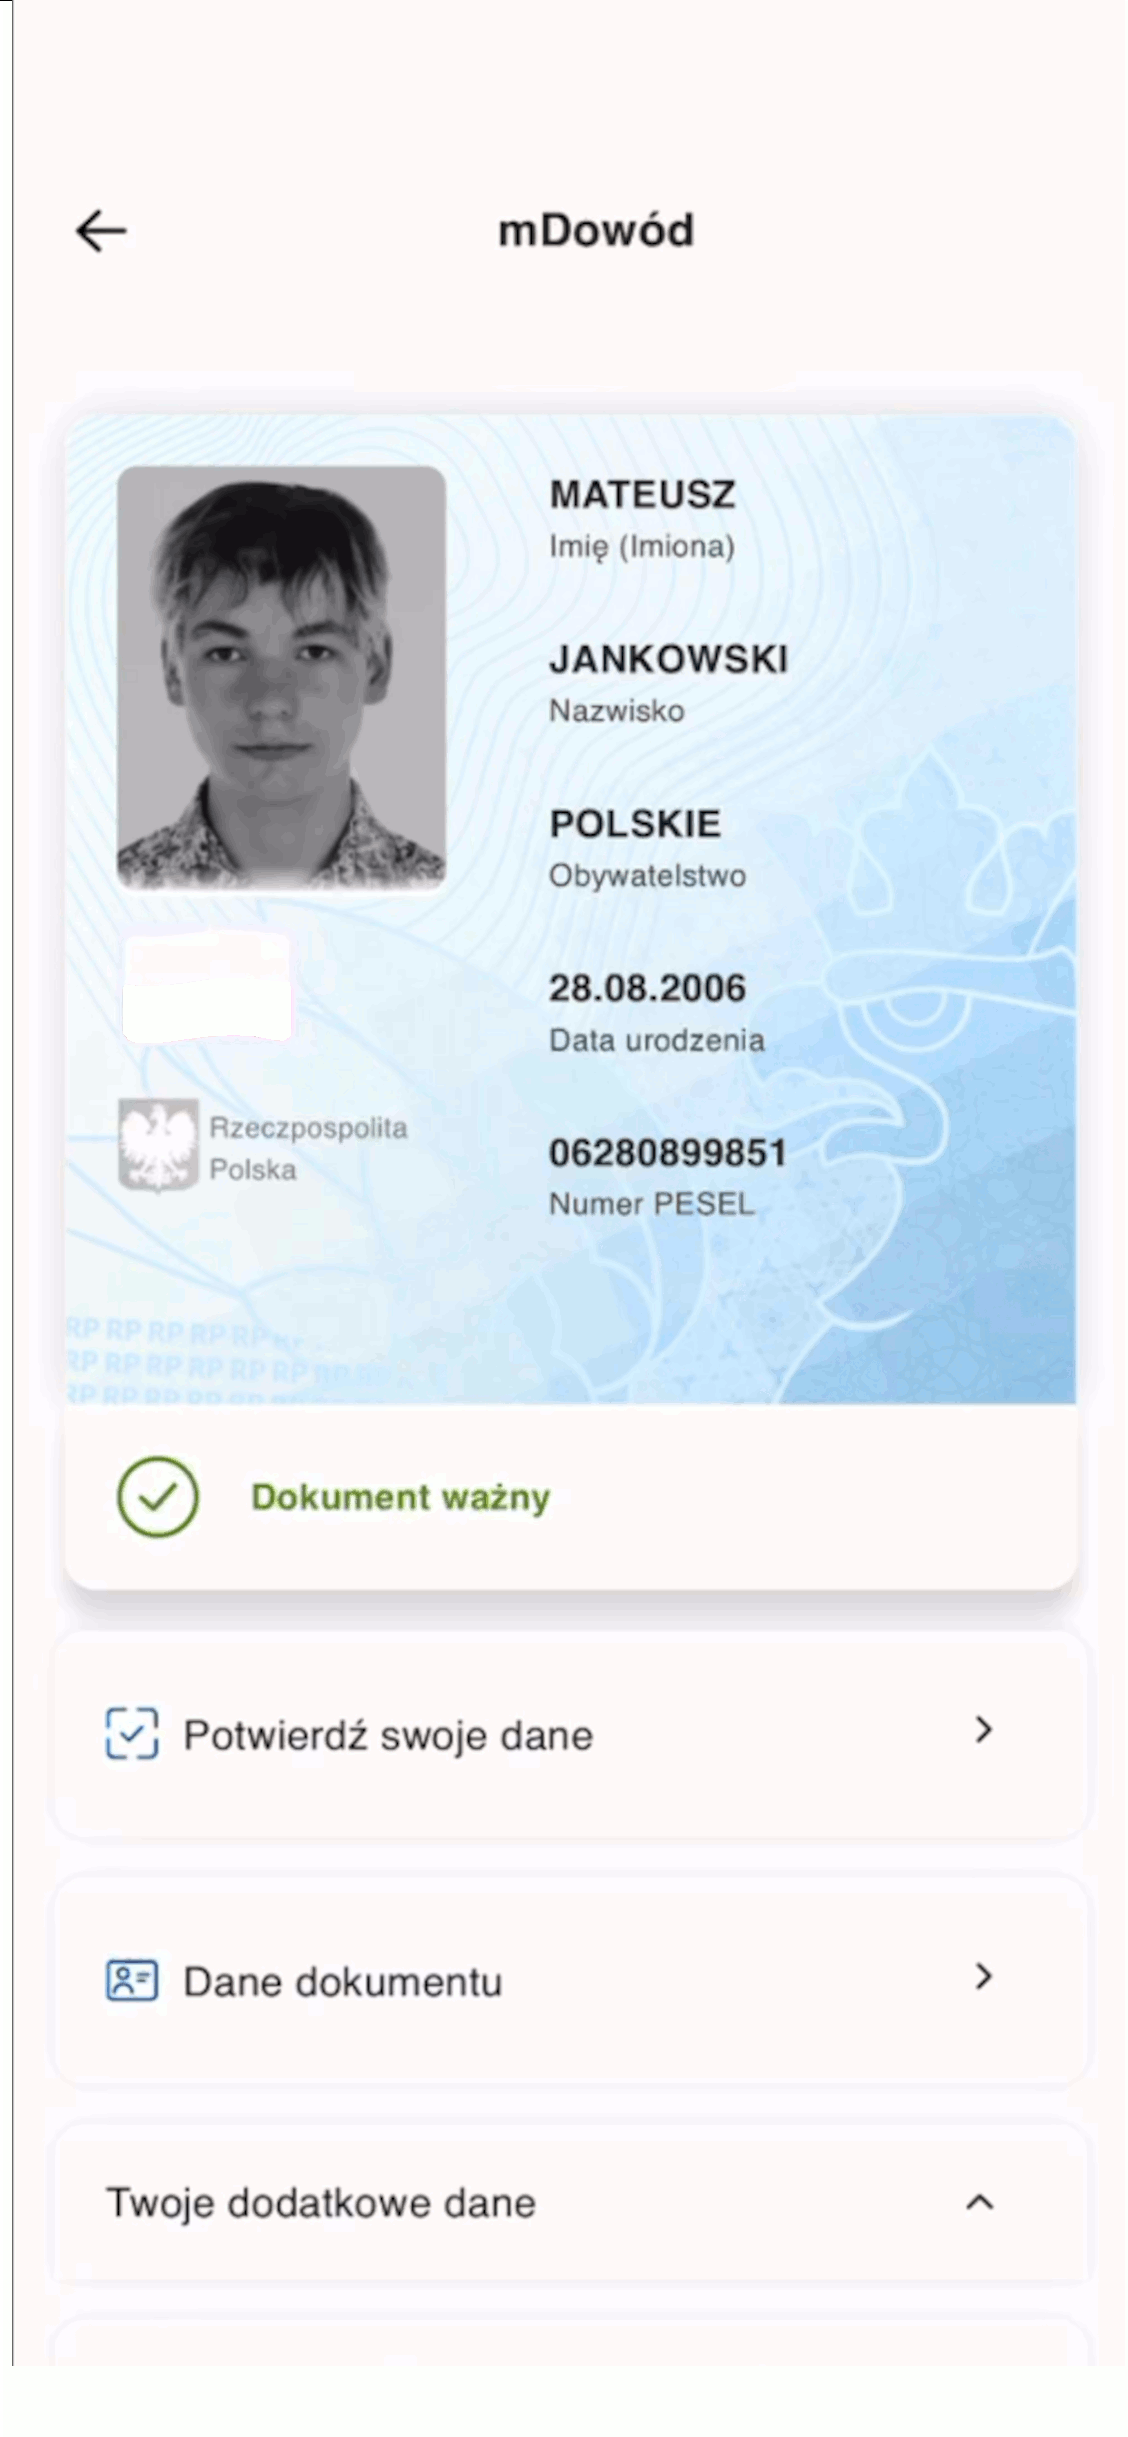 mDowód
MATEUSZ
Imię (Imiona)
JANKOWSKI
Nazwisko
POLSKIE
Obywatelstwo
28.08.2006
Data urodzenia
06280899851
Numer PESEL
Rzeczpospolita
Polska
RP RP RP RP RP RP
RP RP RP RP RP RP RP RP
RP RP RP RP RP RP RP
Dokument ważny
Potwierdź swoje dane
Dane dokumentu
Twoje dodatkowe dane